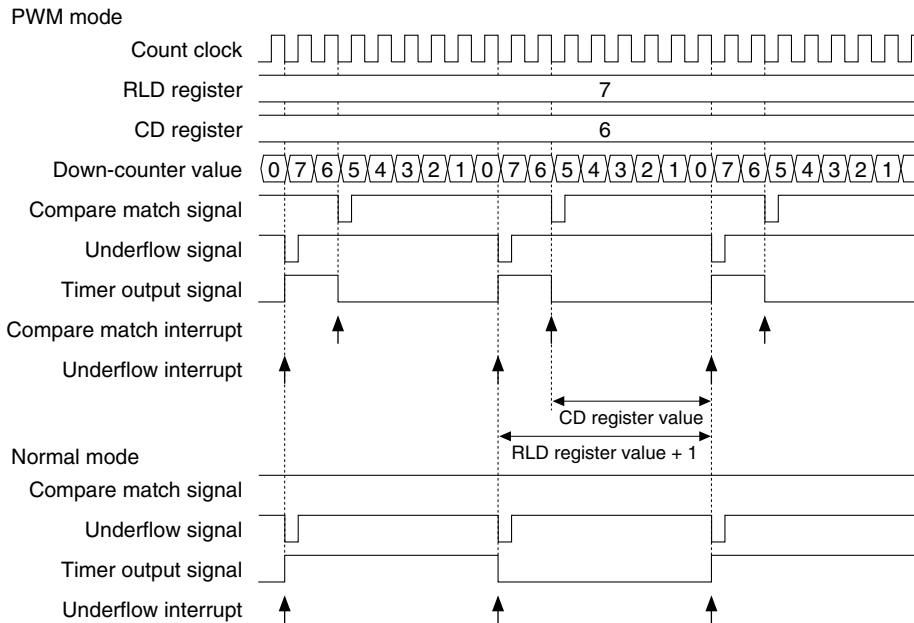 PWM mode
Count clock
RLD register 7
CD register 6
Down-counter value 0 7 6 5 4 3 2 1 0 7 6 5 4 3 2 1 0 7 6 5 4 3 2 1
Compare match signal
Underflow signal
Timer output signal
Compare match interrupt
Underflow interrupt
CD register value
RLD register value + 1
Normal mode
Compare match signal
Underflow signal
Timer output signal
Underflow interrupt